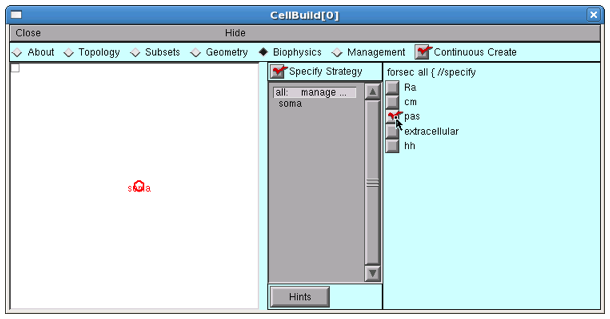 CellBuild[0]
Close Hide
About Topology Subsets Geometry Biophysics Management Continuous Create
Specify Strategy
all: manage ...
soma
Hints
forsec all { //specify
Ra
cm
pas
extracellular
hh
soma